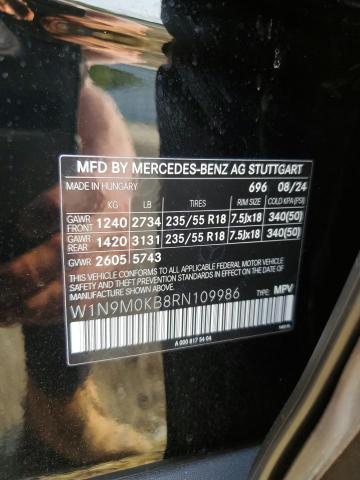 MFD BY MERCEDES-BENZ AG STUTTGART
MADE IN HUNGARY 696 08/24
KG LB TIRES RIM SIZE COLD KPA (PSI)
GAWR FRONT 1240 2734 235/55 R18 7.5Jx18 340(50)
GAWR REAR 1420 3131 235/55 R18 7.5Jx18 340(50)
GVWR 2605 5743
THIS VEHICLE CONFORMS TO ALL APPLICABLE FEDERAL MOTOR VEHICLE
SAFETY AND THEFT PREVENTION STANDARDS IN EFFECT ON THE DATE OF
MANUFACTURE SHOWN ABOVE.
W1N9M0KB8RN109986 TYPE: MPV
A 000 817 54 04